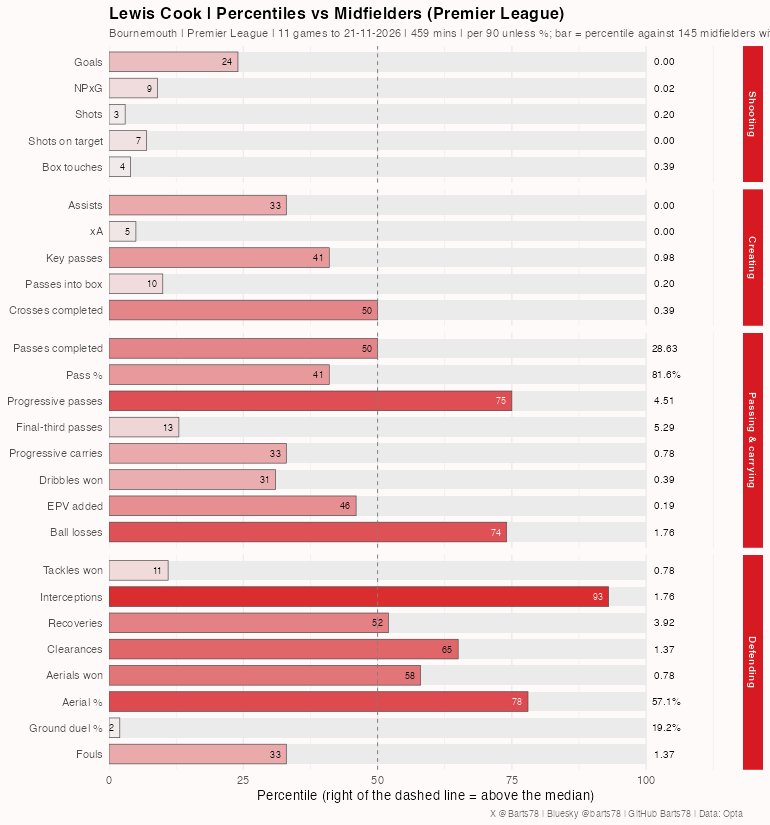 Lewis Cook | Percentiles vs Midfielders (Premier League)
Bournemouth | Premier League | 11 games to 21-11-2026 | 459 mins | per 90 unless %; bar = percentile against 145 midfielders wi
Goals 24 0.00
NPxG 9 0.02
Shots 3 0.20
Shots on target 7 0.00
Box touches 4 0.39
Shooting
Assists 33 0.00
xA 5 0.00
Key passes 41 0.98
Passes into box 10 0.20
Crosses completed 50 0.39
Creating
Passes completed 50 28.63
Pass % 41 81.6%
Progressive passes 75 4.51
Final-third passes 13 5.29
Progressive carries 33 0.78
Dribbles won 31 0.39
EPV added 46 0.19
Ball losses 74 1.76
Passing & carrying
Tackles won 11 0.78
Interceptions 93 1.76
Recoveries 52 3.92
Clearances 65 1.37
Aerials won 58 0.78
Aerial % 78 57.1%
Ground duel % 2 19.2%
Fouls 33 1.37
Defending
0 25 50 75 100
Percentile (right of the dashed line = above the median)
X @Barts78 | Bluesky @barts78 | GitHub Barts78 | Data: Opta